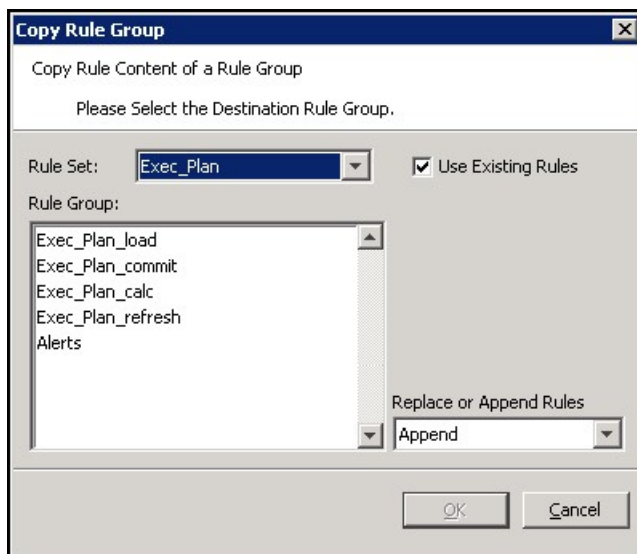 Copy Rule Group
Copy Rule Content of a Rule Group
Please Select the Destination Rule Group.
Rule Set: Exec_Plan Use Existing Rules
Rule Group:
Exec_Plan_load
Exec_Plan_commit
Exec_Plan_calc
Exec_Plan_refresh
Alerts
Replace or Append Rules
Append
OK Cancel